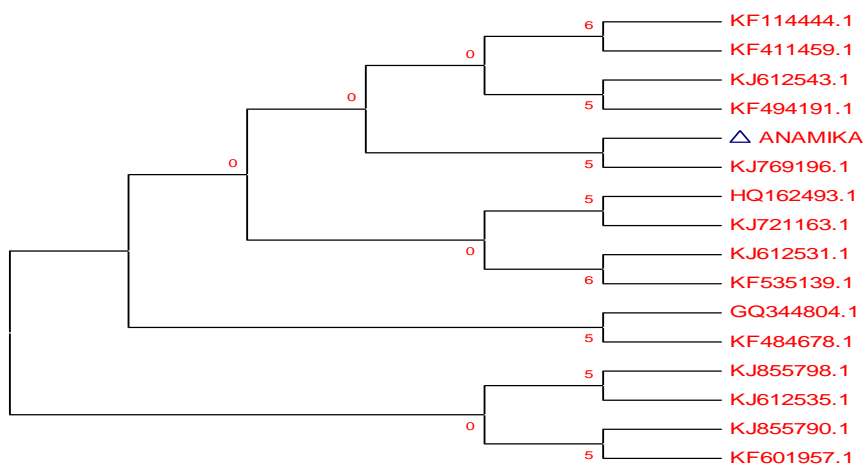 6 KF114444.1
0 KF411459.1
KJ612543.1
0 5 KF494191.1
△ ANAMIKA
0 5 KJ769196.1
5 HQ162493.1
KJ721163.1
0 KJ612531.1
6 KF535139.1
GQ344804.1
5 KF484678.1
5 KJ855798.1
KJ612535.1
0 KJ855790.1
5 KF601957.1